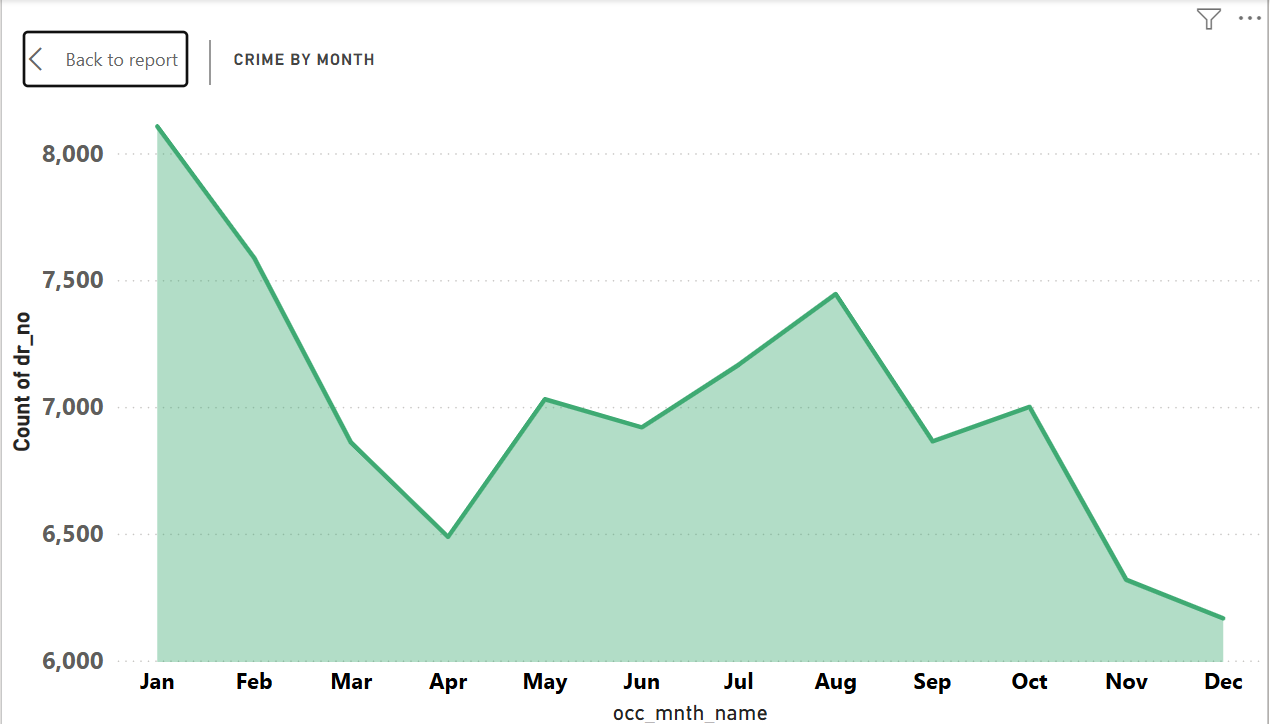 Back to report
CRIME BY MONTH
8,000
7,500
7,000
6,500
6,000
Count of dr_no
Jan Feb Mar Apr May Jun Jul Aug Sep Oct Nov Dec
occ_mnth_name